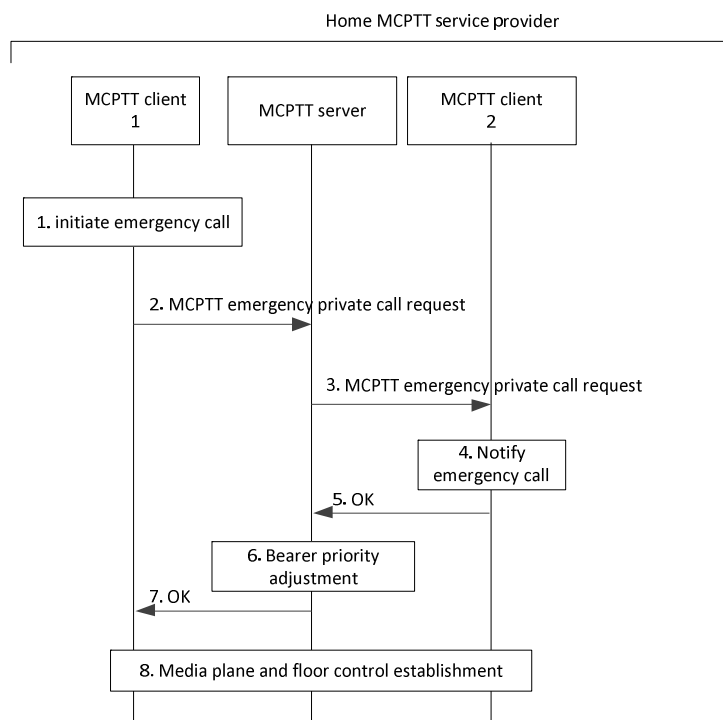 Home MCPTT service provider
MCPTT client
1
MCPTT server
MCPTT client
2
1. initiate emergency call
2. MCPTT emergency private call request
3. MCPTT emergency private call request
4. Notify
emergency call
5. OK
6. Bearer priority
adjustment
7. OK
8. Media plane and floor control establishment